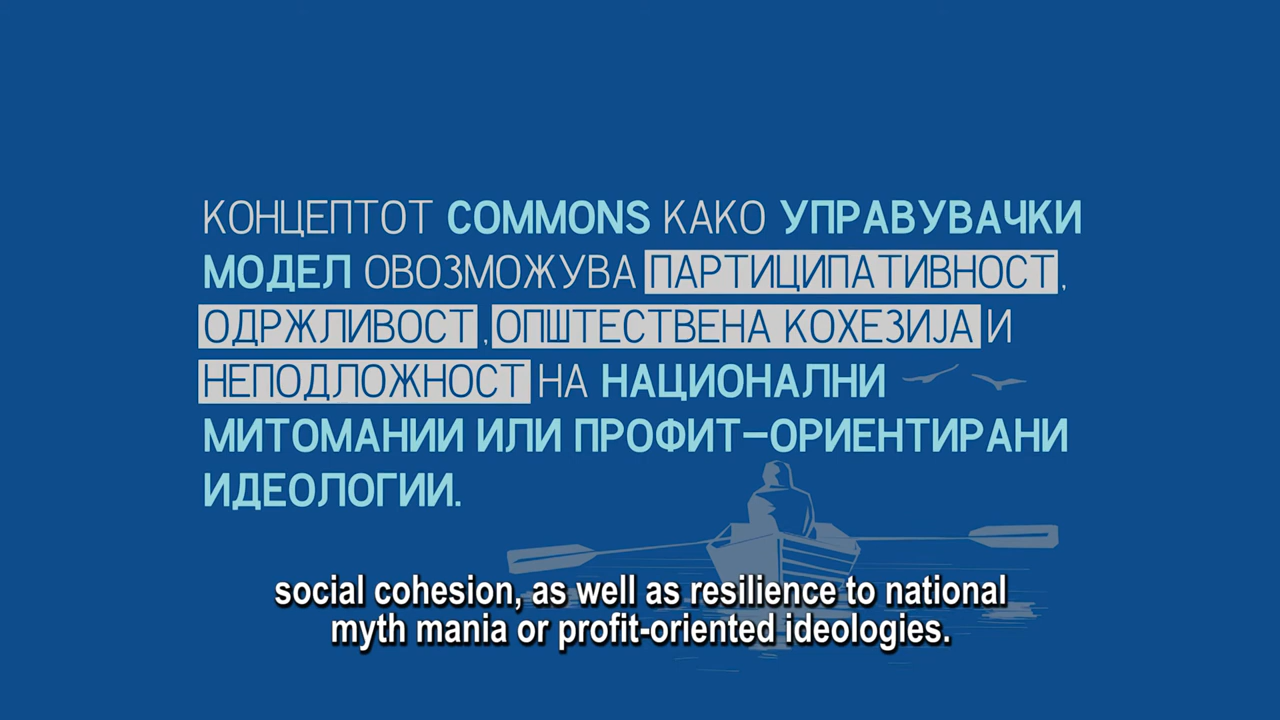 КОНЦЕПТОТ COMMONS КАКО УПРАВУВАЧКИ
МОДЕЛ ОВОЗМОЖУВА ПАРТИЦИПАТИВНОСТ,
ОДРЖЛИВОСТ, ОПШТЕСТВЕНА КОХЕЗИЈА И
НЕПОДЛОЖНОСТ НА НАЦИОНАЛНИ
МИТОМАНИИ ИЛИ ПРОФИТ-ОРИЕНТИРАНИ
ИДЕОЛОГИИ.
social cohesion, as well as resilience to national
myth mania or profit-oriented ideologies.